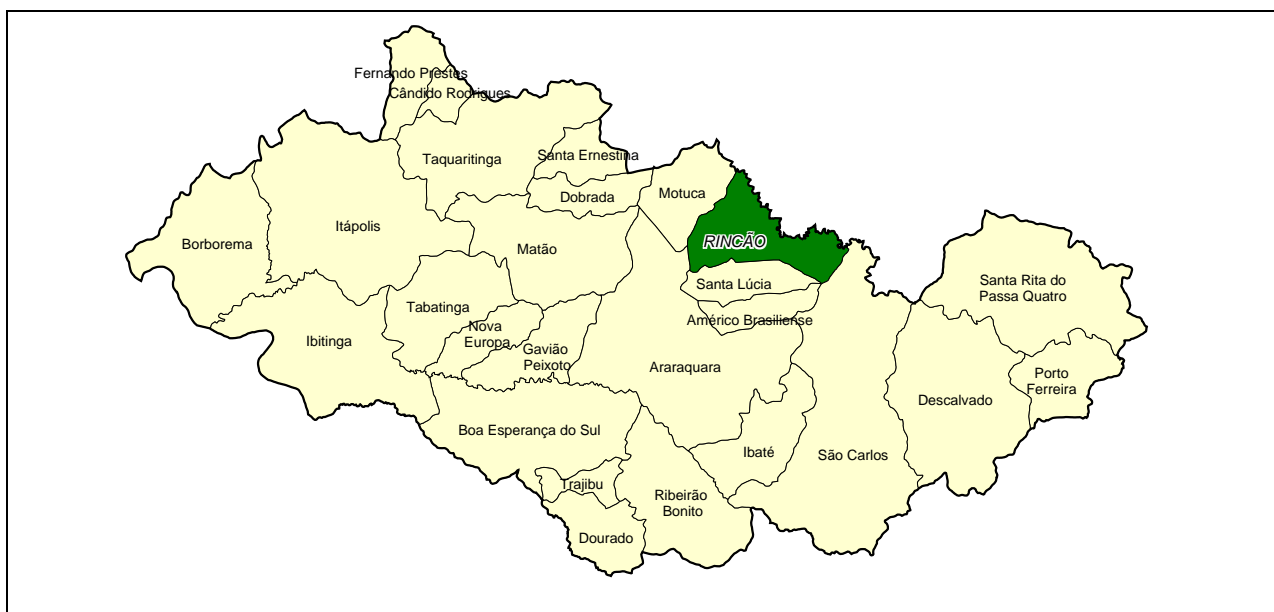 Fernando Prestes
Cândido Rodrigues
Taquaritinga
Santa Ernestina
Dobrada
Motuca
Itápolis
Borborema
RINCÃO
Matão
Santa Lúcia
Santa Rita do
Passa Quatro
Tabatinga
Américo Brasiliense
Nova
Europa
Ibitinga
Gavião
Peixoto
Araraquara
Porto
Ferreira
Descalvado
Boa Esperança do Sul
Ibaté
São Carlos
Trajibu
Ribeirão
Bonito
Dourado